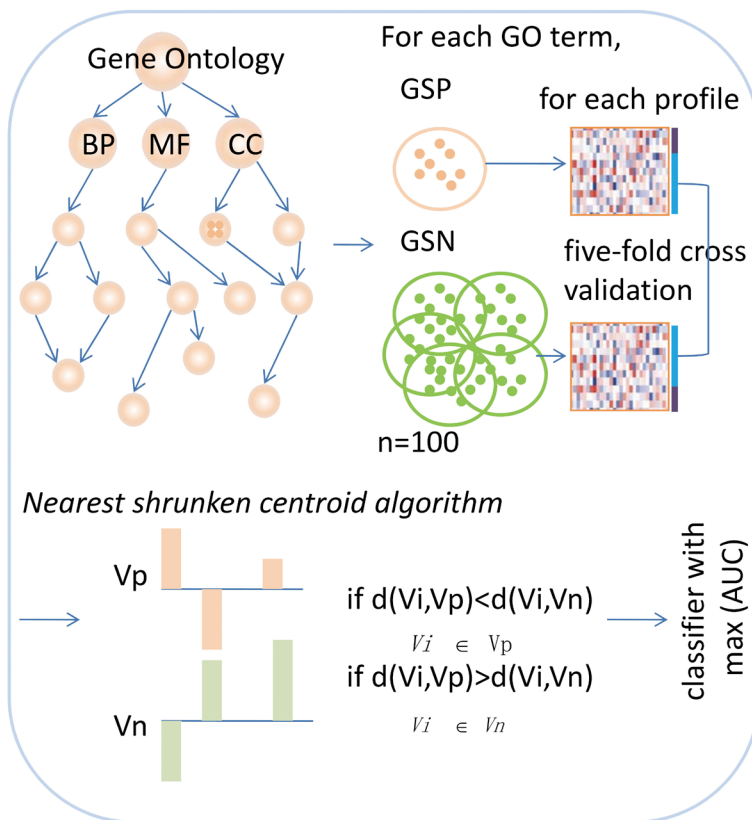 Gene Ontology
BP MF CC
For each GO term,
GSP
for each profile
GSN
five-fold cross
validation
n=100
Nearest shrunken centroid algorithm
Vp
if d(Vi,Vp)<d(Vi,Vn)
Vi ∈ Vp
if d(Vi,Vp)>d(Vi,Vn)
Vn
Vi ∈ Vn
classifier with
max (AUC)